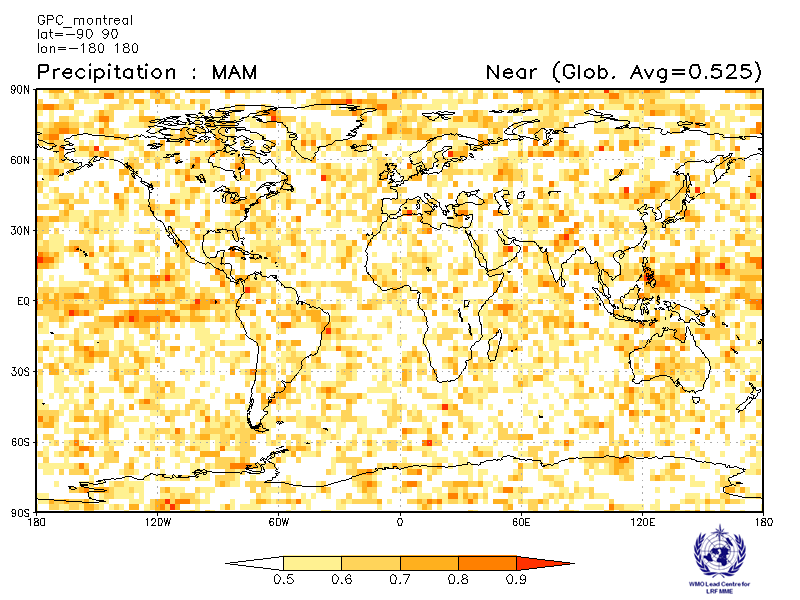 GPC_montreal
lat=-90 90
lon=-180 180
Precipitation : MAM Near (Glob. Avg=0.525)
90N
60N
30N
EQ
30S
60S
90S
180 120W 60W 0 60E 120E 180
0.5 0.6 0.7 0.8 0.9
WMO Lead Centre for
LRF MME